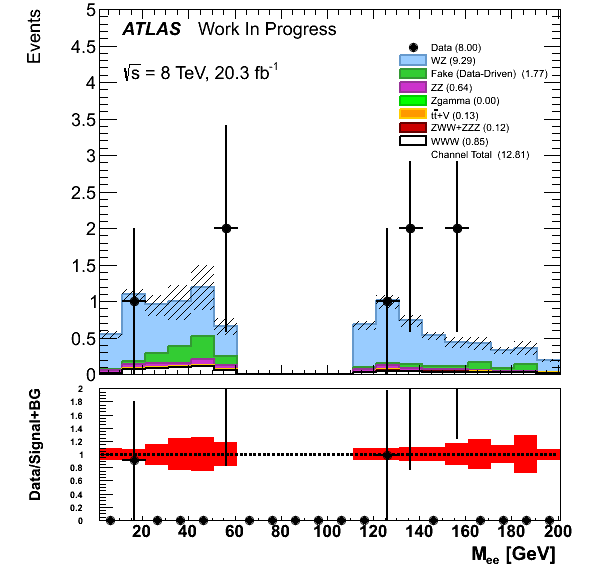 Events
ATLAS Work In Progress
√s = 8 TeV, 20.3 fb⁻¹
Data (8.00)
WZ (9.29)
Fake (Data-Driven) (1.77)
ZZ (0.64)
Zgamma (0.00)
tt̄+V (0.13)
ZWW+ZZZ (0.12)
WWW (0.85)
Channel Total (12.81)
5
4.5
4
3.5
3
2.5
2
1.5
1
0.5
0
Data/Signal+BG
2
1.8
1.6
1.4
1.2
1
0.8
0.6
0.4
0.2
0
20 40 60 80 100 120 140 160 180 200
M_ee [GeV]